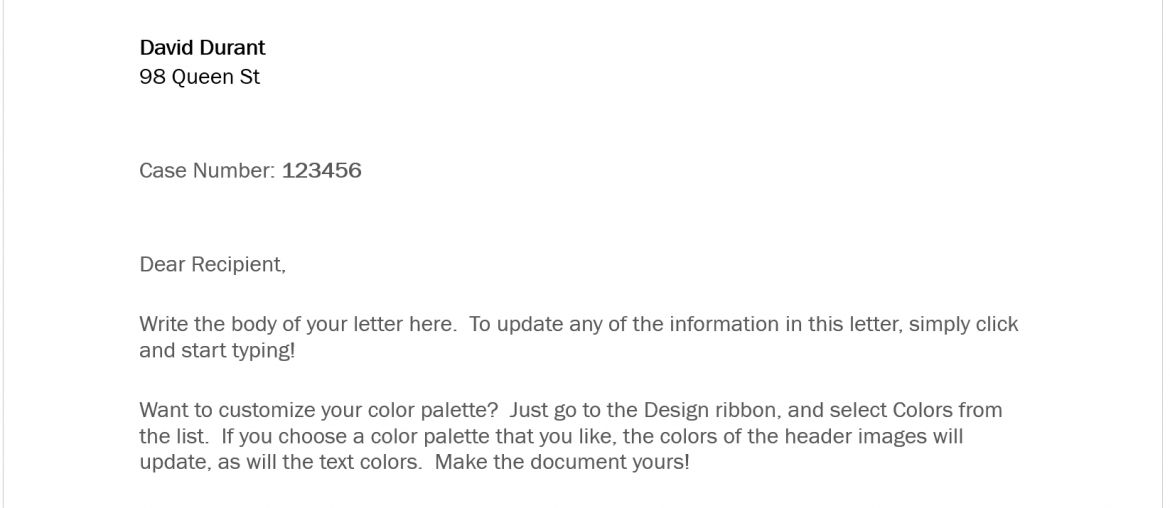 David Durant
98 Queen St
Case Number: 123456
Dear Recipient,
Write the body of your letter here.  To update any of the information in this letter, simply click
and start typing!
Want to customize your color palette?  Just go to the Design ribbon, and select Colors from
the list.  If you choose a color palette that you like, the colors of the header images will
update, as will the text colors.  Make the document yours!